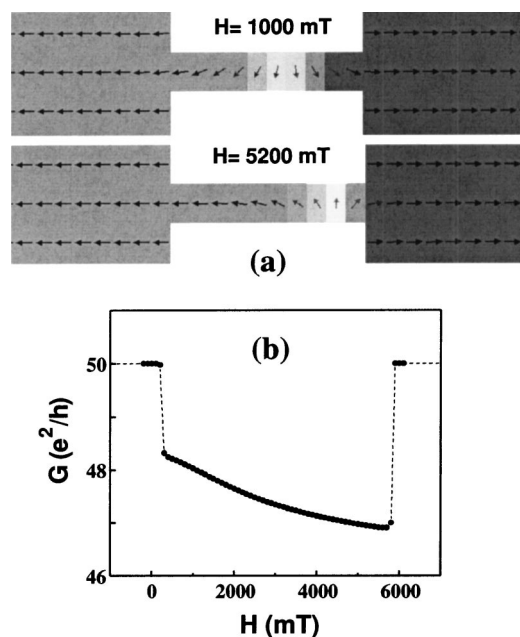 H= 1000 mT
H= 5200 mT
(a)
(b)
50
48
46
G (e²/h)
0 2000 4000 6000
H (mT)